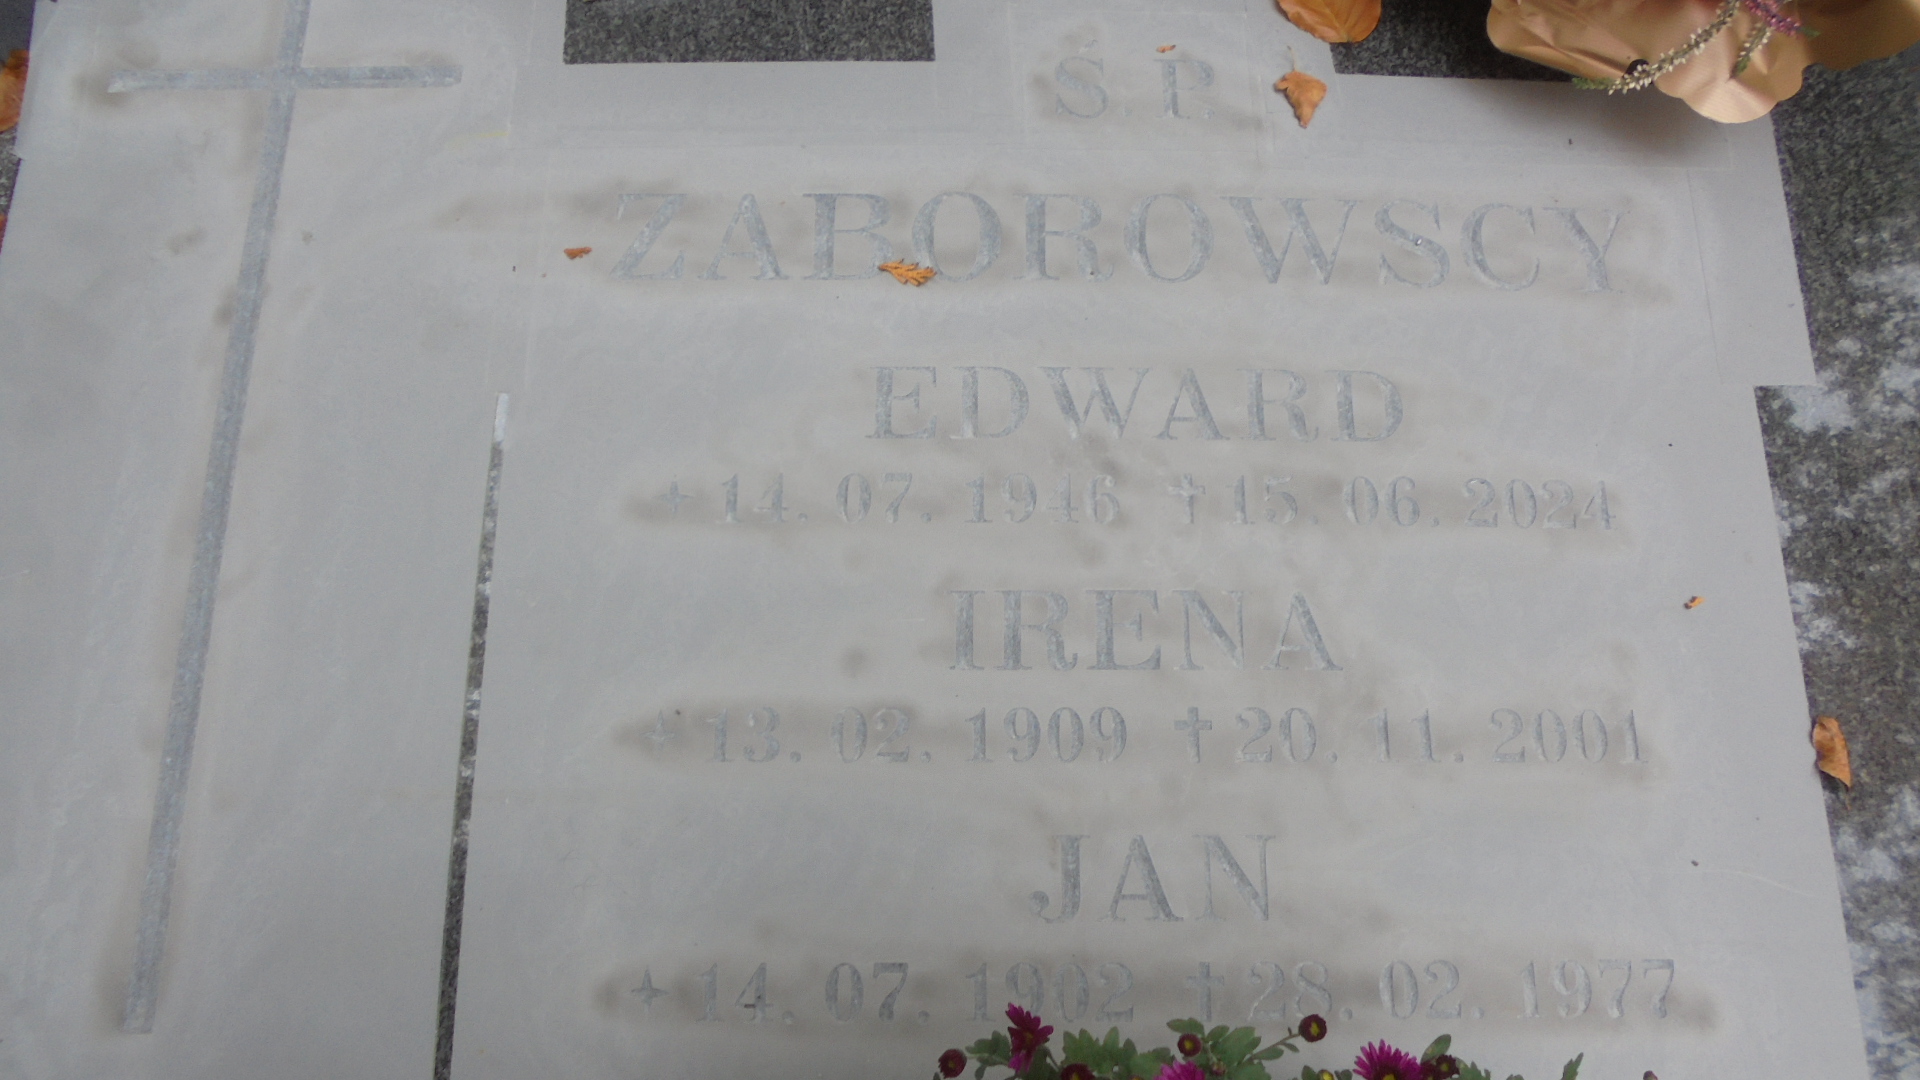 Ś. P.
ZABOROWSCY
EDWARD
+ 14. 07. 1946 † 15. 06. 2024
IRENA
+ 13. 02. 1909 † 20. 11. 2001
JAN
+ 14. 07. 1902 † 28. 02. 1977